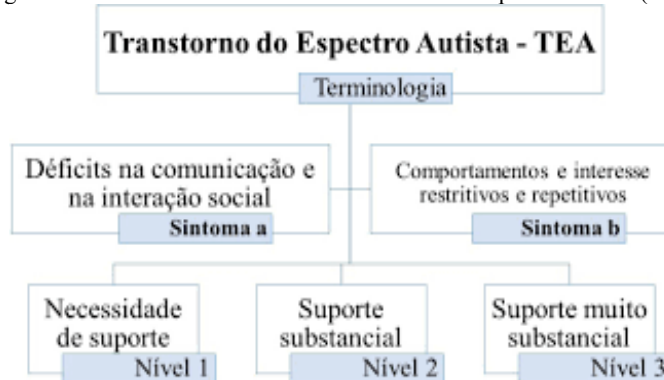 Transtorno do Espectro Autista - TEA
Terminologia
Déficits na comunicação e
na interação social
Sintoma a
Comportamentos e interesse
restritivos e repetitivos
Sintoma b
Necessidade
de suporte
Nível 1
Suporte
substancial
Nível 2
Suporte muito
substancial
Nível 3